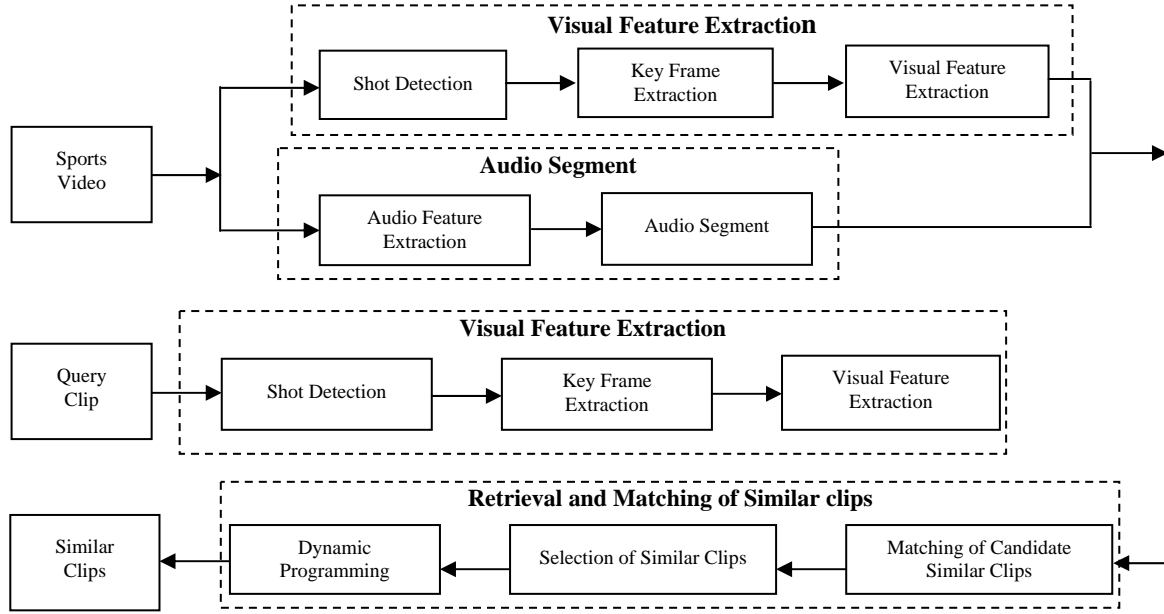 Visual Feature Extraction
Shot Detection
Key Frame
Extraction
Visual Feature
Extraction
Sports
Video
Audio Segment
Audio Feature
Extraction
Audio Segment
Visual Feature Extraction
Query
Clip
Shot Detection
Key Frame
Extraction
Visual Feature
Extraction
Retrieval and Matching of Similar clips
Similar
Clips
Dynamic
Programming
Selection of Similar Clips
Matching of Candidate
Similar Clips